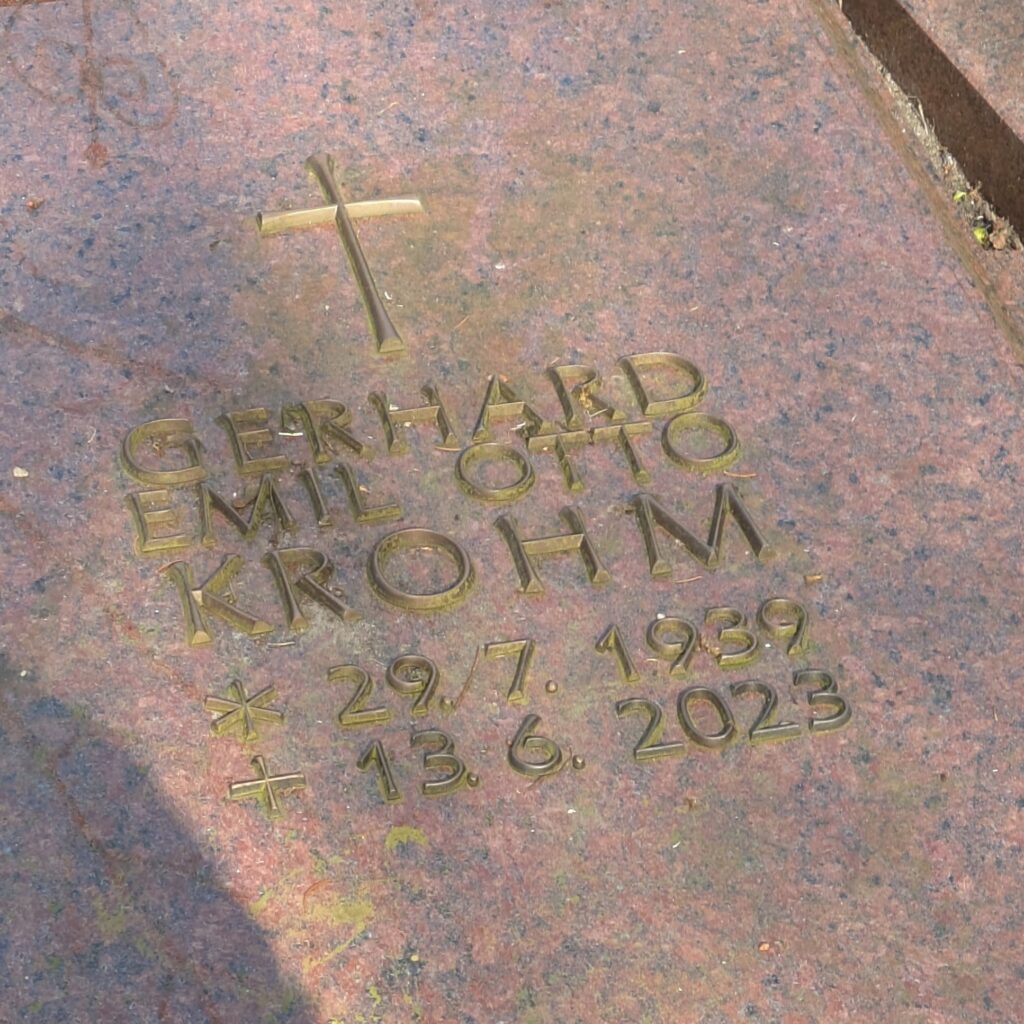 GERHARD
EMIL OTTO
KROHM
* 29.7. 1939
+ 13.6. 2023